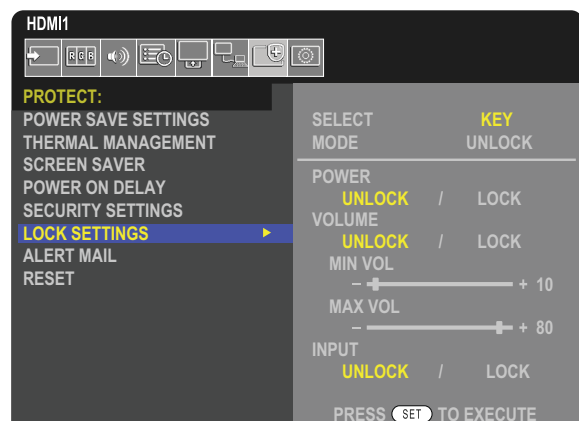 HDMI1
R G B
PROTECT:
POWER SAVE SETTINGS
THERMAL MANAGEMENT
SCREEN SAVER
POWER ON DELAY
SECURITY SETTINGS
LOCK SETTINGS
ALERT MAIL
RESET
SELECT KEY
MODE UNLOCK
POWER
UNLOCK / LOCK
VOLUME
UNLOCK / LOCK
MIN VOL
– + 10
MAX VOL
– + 80
INPUT
UNLOCK / LOCK
PRESS SET TO EXECUTE